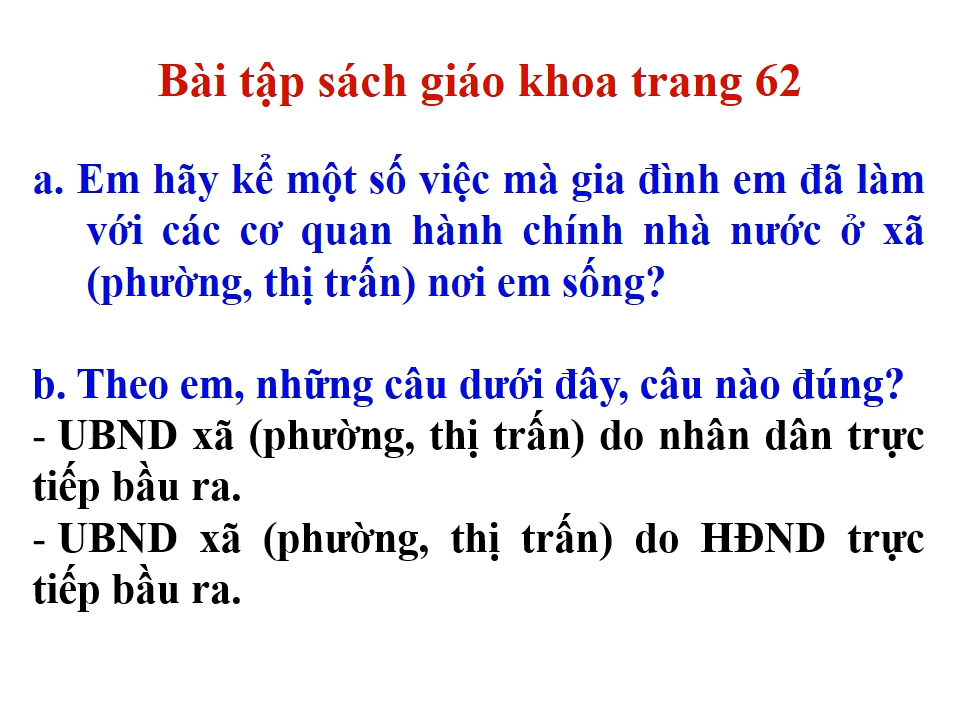 Bài tập sách giáo khoa trang 62
a. Em hãy kể một số việc mà gia đình em đã làm
với các cơ quan hành chính nhà nước ở xã
(phường, thị trấn) nơi em sống?
b. Theo em, những câu dưới đây, câu nào đúng?
- UBND xã (phường, thị trấn) do nhân dân trực
tiếp bầu ra.
- UBND xã (phường, thị trấn) do HĐND trực
tiếp bầu ra.